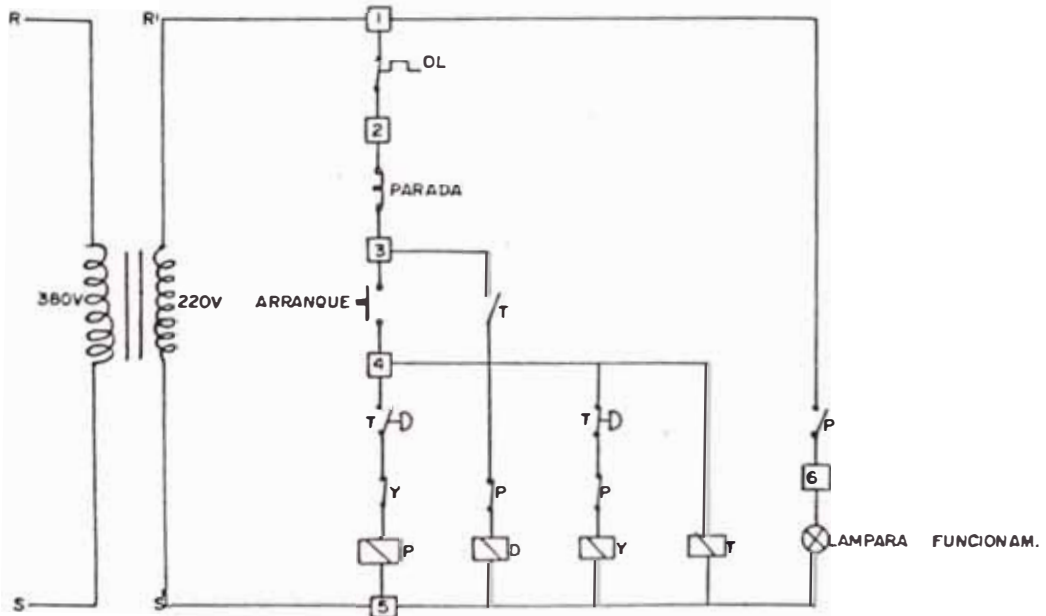 R
R'
1
OL
2
PARADA
3
380V
220V
ARRANQUE
T
4
T
T
P
Y
P
P
6
P
D
Y
T
LAMPARA FUNCIONAM.
S
S'
5